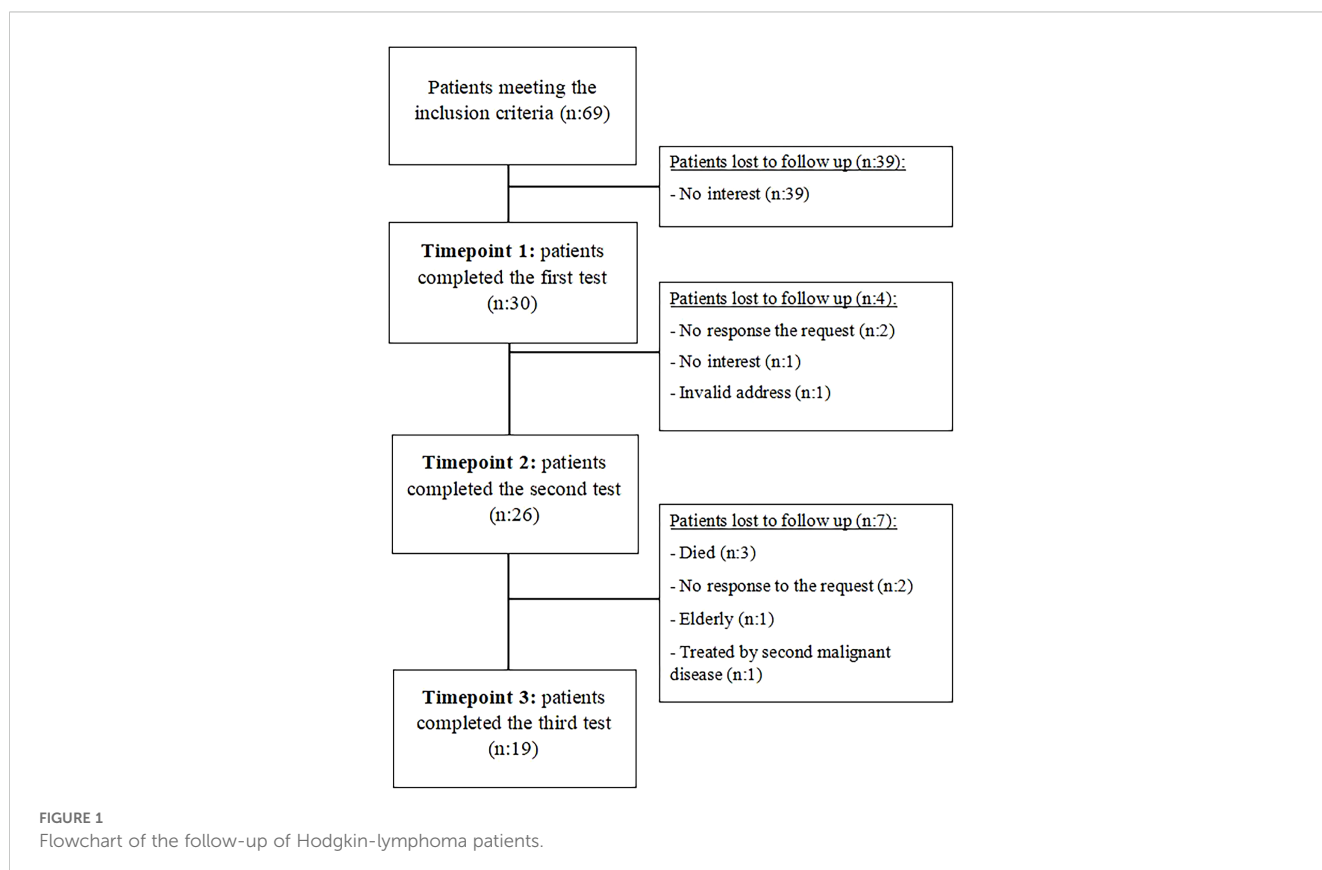 Patients meeting the
inclusion criteria (n:69)
Patients lost to follow up (n:39):
- No interest (n:39)
Timepoint 1: patients
completed the first test
(n:30)
Patients lost to follow up (n:4):
- No response the request (n:2)
- No interest (n:1)
- Invalid address (n:1)
Timepoint 2: patients
completed the second test
(n:26)
Patients lost to follow up (n:7):
- Died (n:3)
- No response to the request (n:2)
- Elderly (n:1)
- Treated by second malignant
disease (n:1)
Timepoint 3: patients
completed the third test
(n:19)
FIGURE 1
Flowchart of the follow-up of Hodgkin-lymphoma patients.